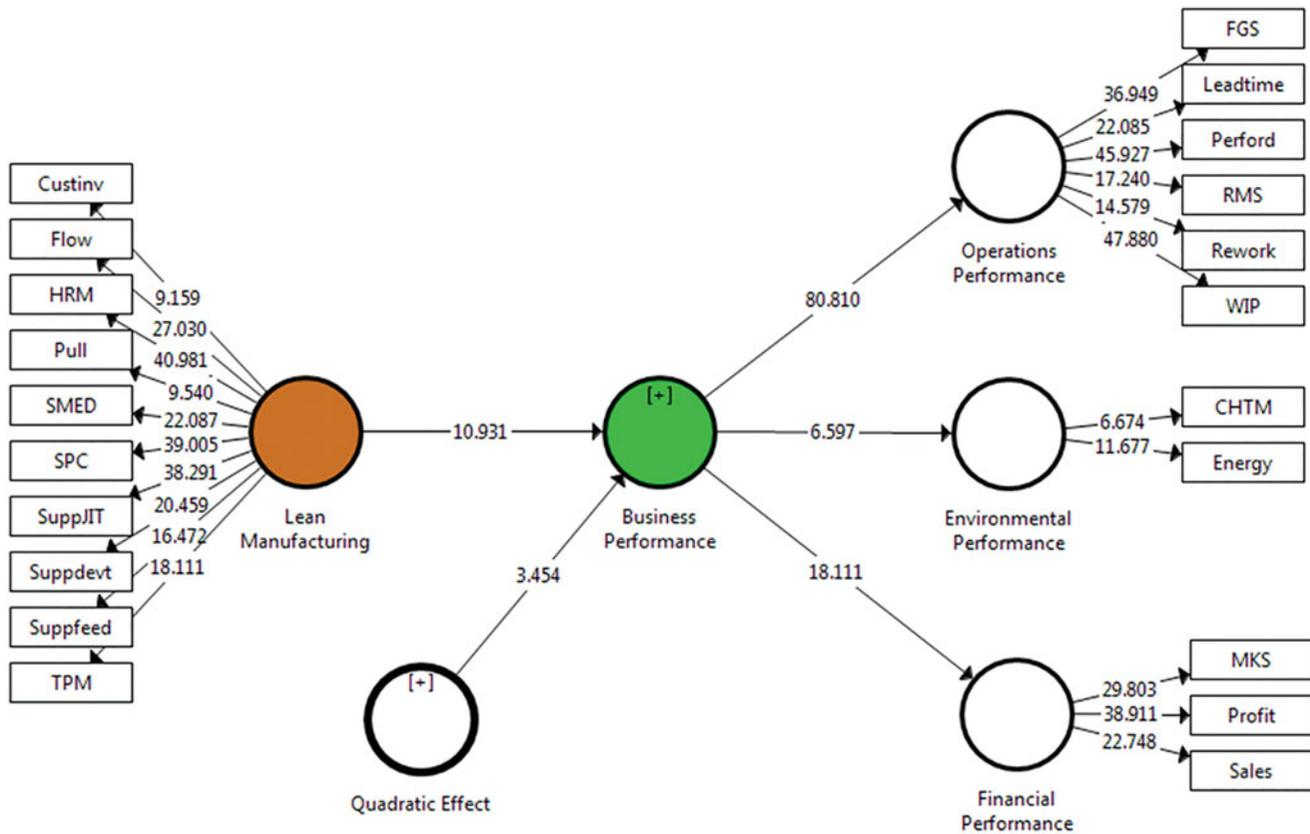 Custinv
Flow
HRM
Pull
SMED
SPC
SuppJIT
Suppdevt
Suppfeed
TPM
9.159
27.030
40.981
9.540
22.087
39.005
38.291
20.459
16.472
18.111
Lean
Manufacturing
10.931
[+]
Business
Performance
3.454
[+]
Quadratic Effect
80.810
6.597
18.111
Operations
Performance
36.949
22.085
45.927
17.240
14.579
47.880
FGS
Leadtime
Perford
RMS
Rework
WIP
Environmental
Performance
6.674
11.677
CHTM
Energy
Financial
Performance
29.803
38.911
22.748
MKS
Profit
Sales